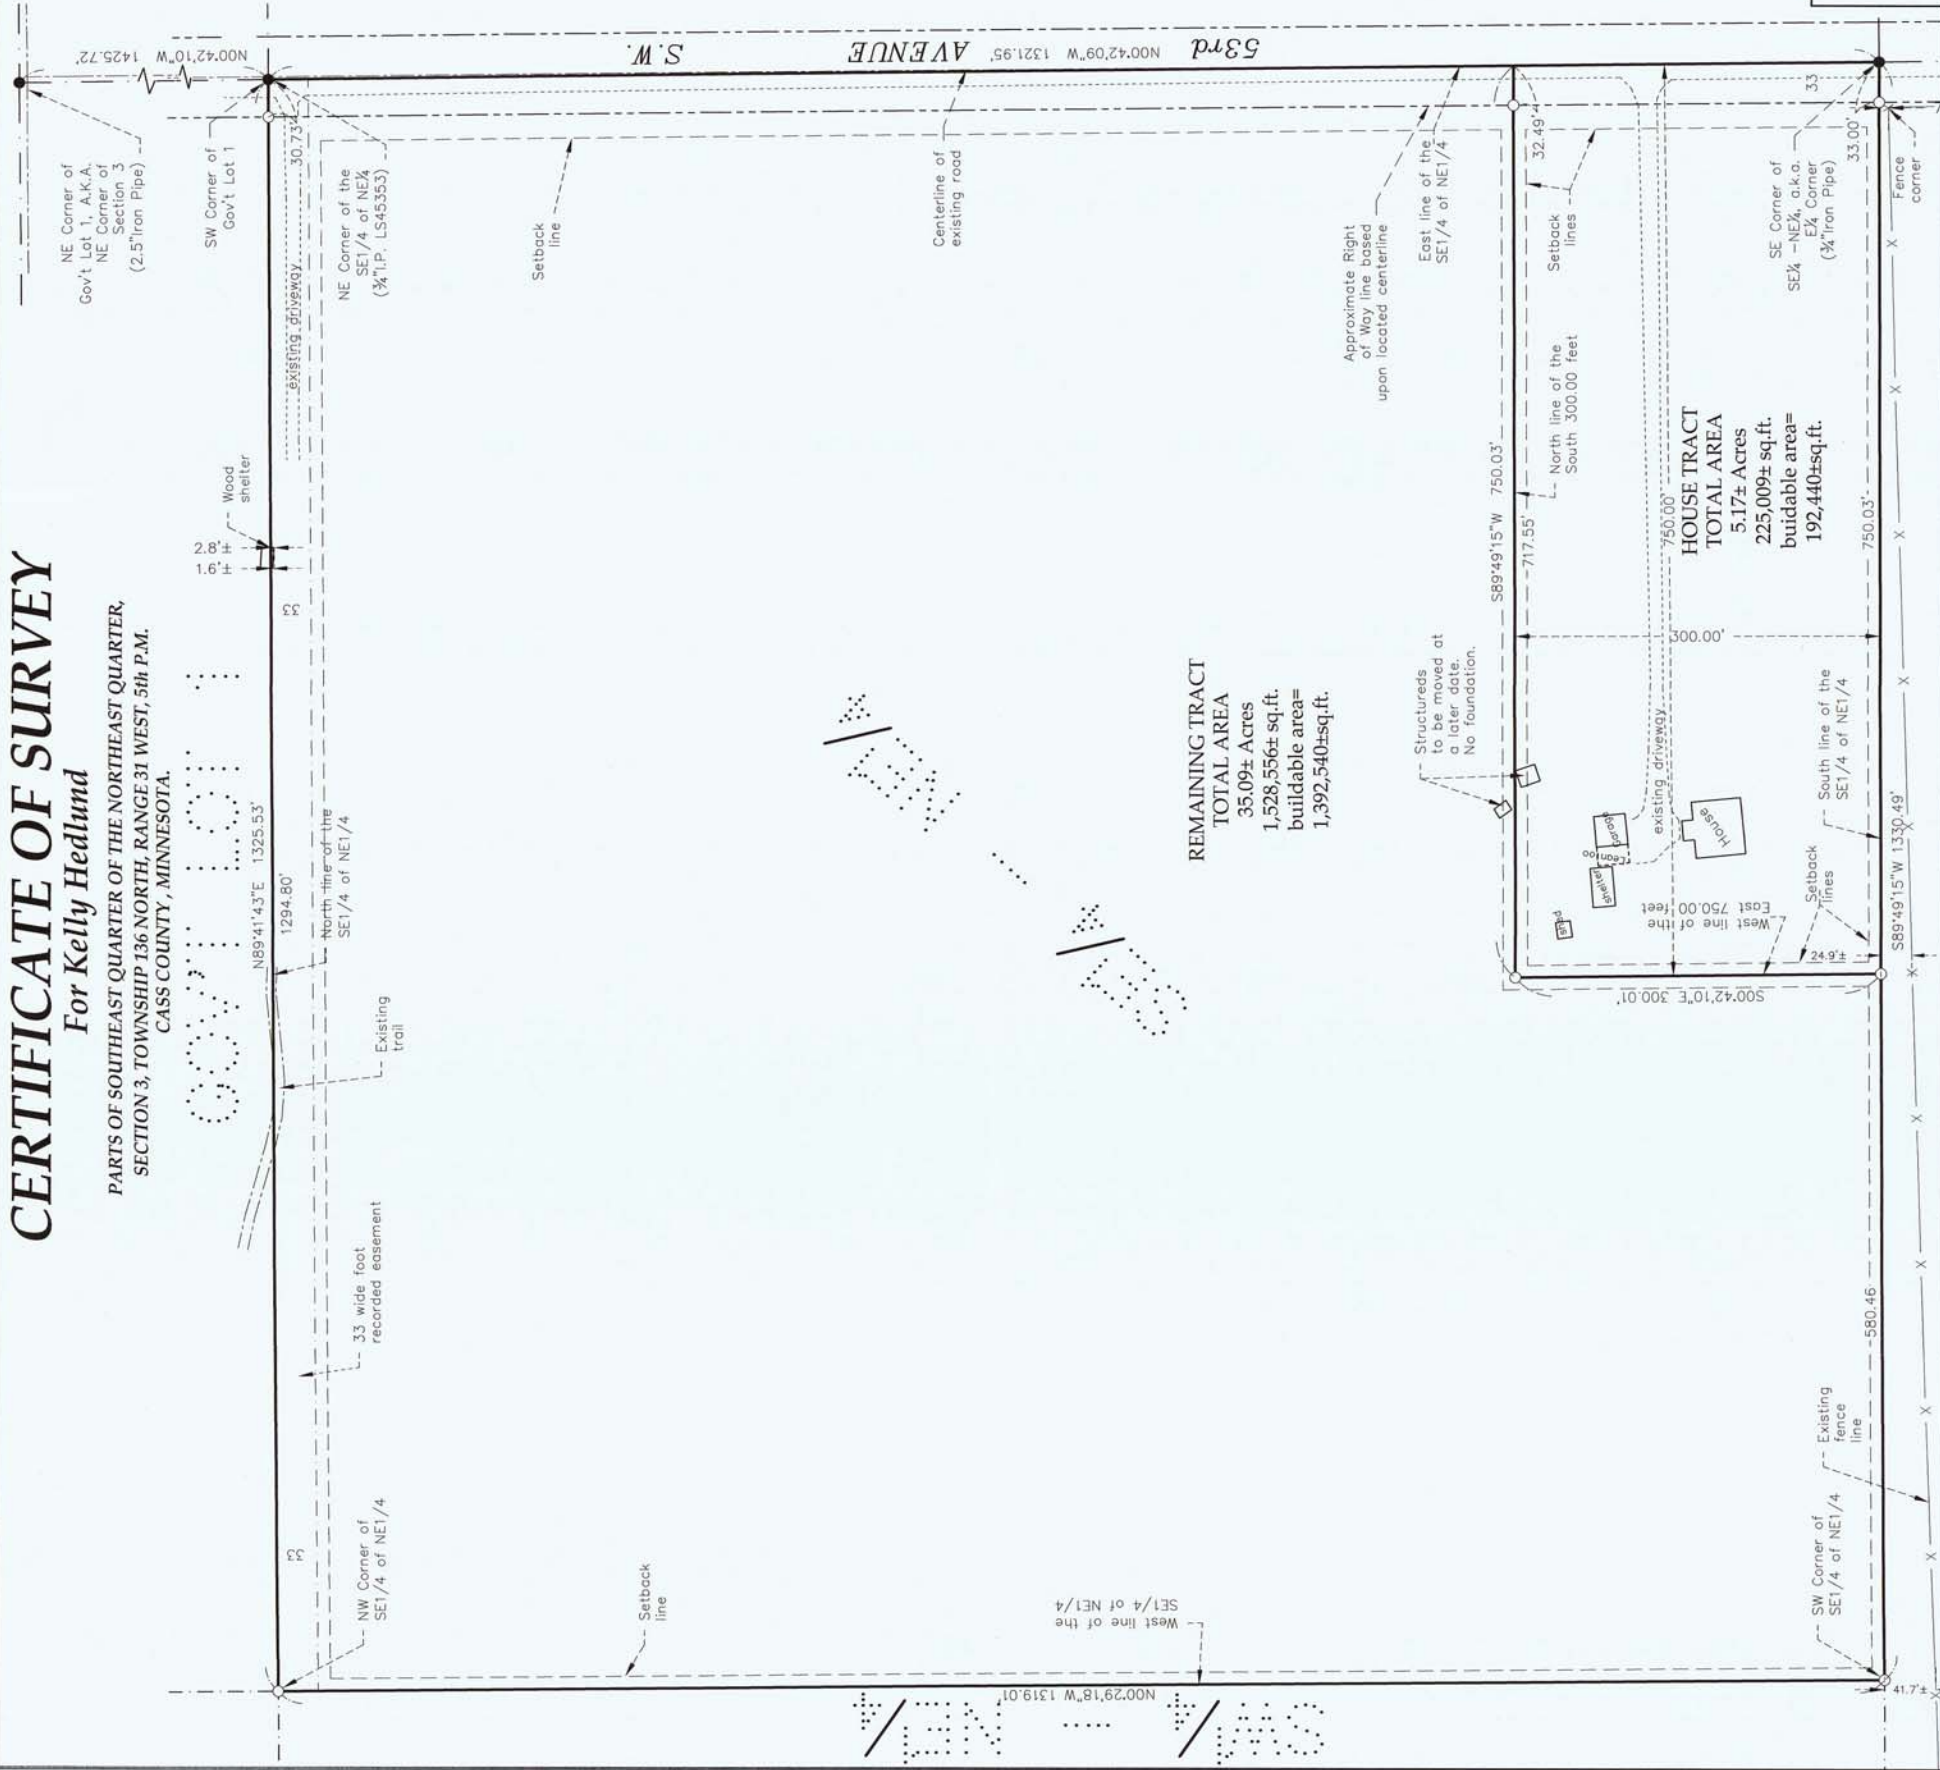 CERTIFICATE OF SURVEY
For Kelly Hedlund
PARTS OF SOUTHEAST QUARTER OF THE NORTHEAST QUARTER,
SECTION 3, TOWNSHIP 136 NORTH, RANGE 31 WEST, 5th P.M.
CASS COUNTY, MINNESOTA.
GOV'T LOT 1
N00°42'10"W 1425.72'
NE Corner of
Gov't Lot 1, A.K.A.
NE Corner of
Section 3
(2.5"Iron Pipe)
SW Corner of
Gov't Lot 1
30.73'
existing driveway
NE Corner of the
SE1/4 of NE¼
(¾"I.P. LS45353)
Wood
shelter
2.8'±
1.6'±
33
N89°41'43"E 1325.53'
1294.80'
North line of the
SE1/4 of NE1/4
Existing
trail
33 wide foot
recorded easement
33
NW Corner of
SE1/4 of NE1/4
Setback
line
Setback
line
53rd AVENUE S.W.
N00°42'09"W 1321.95'
Centerline of
existing road
Approximate Right
of Way line based
upon located centerline
East line of the
SE1/4 of NE1/4
SE1/4 - NE1/4
REMAINING TRACT
TOTAL AREA
35.09± Acres
1,528,556± sq.ft.
buidable area=
1,392,540±sq.ft.
West line of the
SE1/4 of NE1/4
N00°29'18"W 1319.01'
SW1/4 - NE1/4
Structureds
to be moved at
a later date.
No foundation.
S89°49'15"W 750.03'
717.55'
32.49'
Setback
lines
North line of the
South 300.00 feet
750.00'
HOUSE TRACT
TOTAL AREA
5.17± Acres
225,009± sq.ft.
buidable area=
192,440±sq.ft.
300.00'
existing driveway
House
Garage
Leantoo
shelter
shed
West line of the
East 750.00 feet
S00°42'10"E 300.01'
24.9'±
Setback
lines
South line of the
SE1/4 of NE1/4
750.03'
33.00'
33
SE Corner of
SE¼ -NE¼, a.k.a.
E¼ Corner
(¾"Iron Pipe)
Fence
corner
S89°49'15"W 1330.49'
580.46'
Existing
fence
line
SW Corner of
SE1/4 of NE1/4
41.7'±
X
X
X
X
X
X
X
X
X
X
X